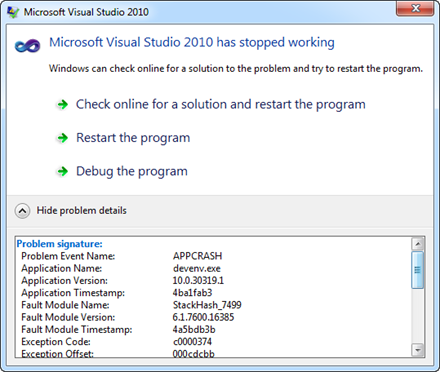 Microsoft Visual Studio 2010
Microsoft Visual Studio 2010 has stopped working
Windows can check online for a solution to the problem and try to restart the program.
Check online for a solution and restart the program
Restart the program
Debug the program
Hide problem details
Problem signature:
Problem Event Name: APPCRASH
Application Name: devenv.exe
Application Version: 10.0.30319.1
Application Timestamp: 4ba1fab3
Fault Module Name: StackHash_7499
Fault Module Version: 6.1.7600.16385
Fault Module Timestamp: 4a5bdb3b
Exception Code: c0000374
Exception Offset: 000cdcbb